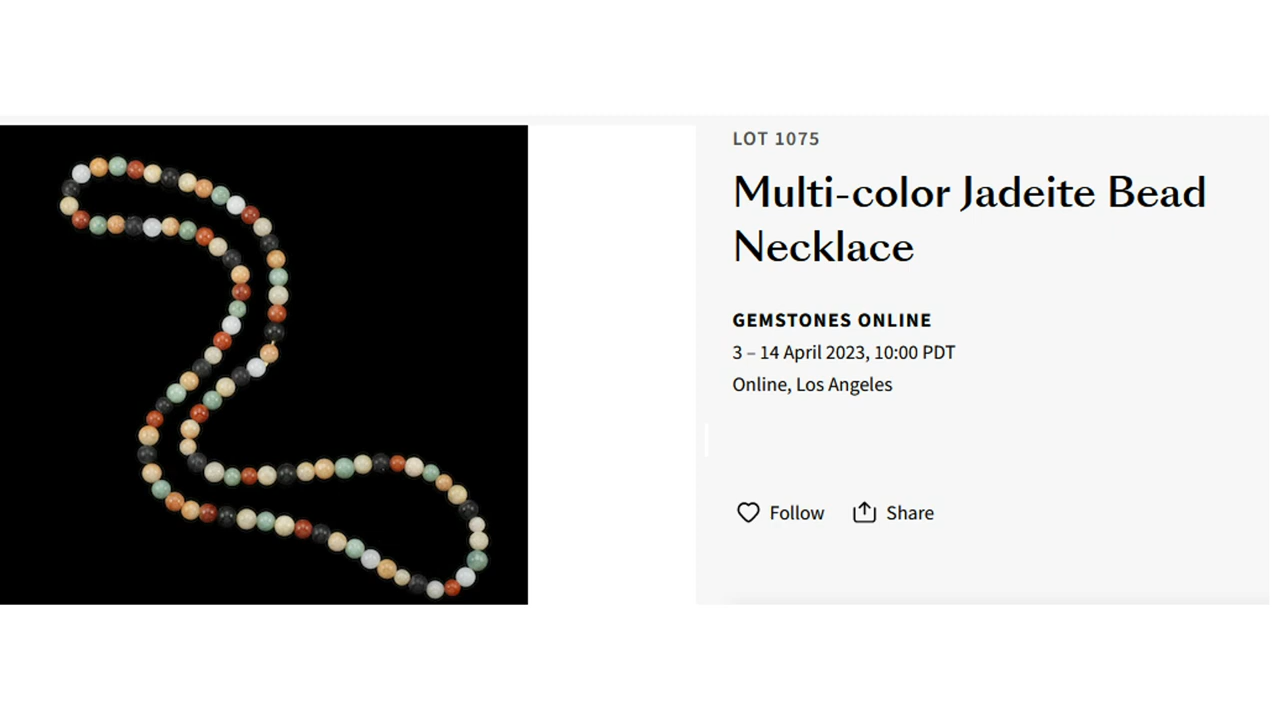 LOT 1075
Multi-color Jadeite Bead
Necklace
GEMSTONES ONLINE
3 – 14 April 2023, 10:00 PDT
Online, Los Angeles
Follow
Share